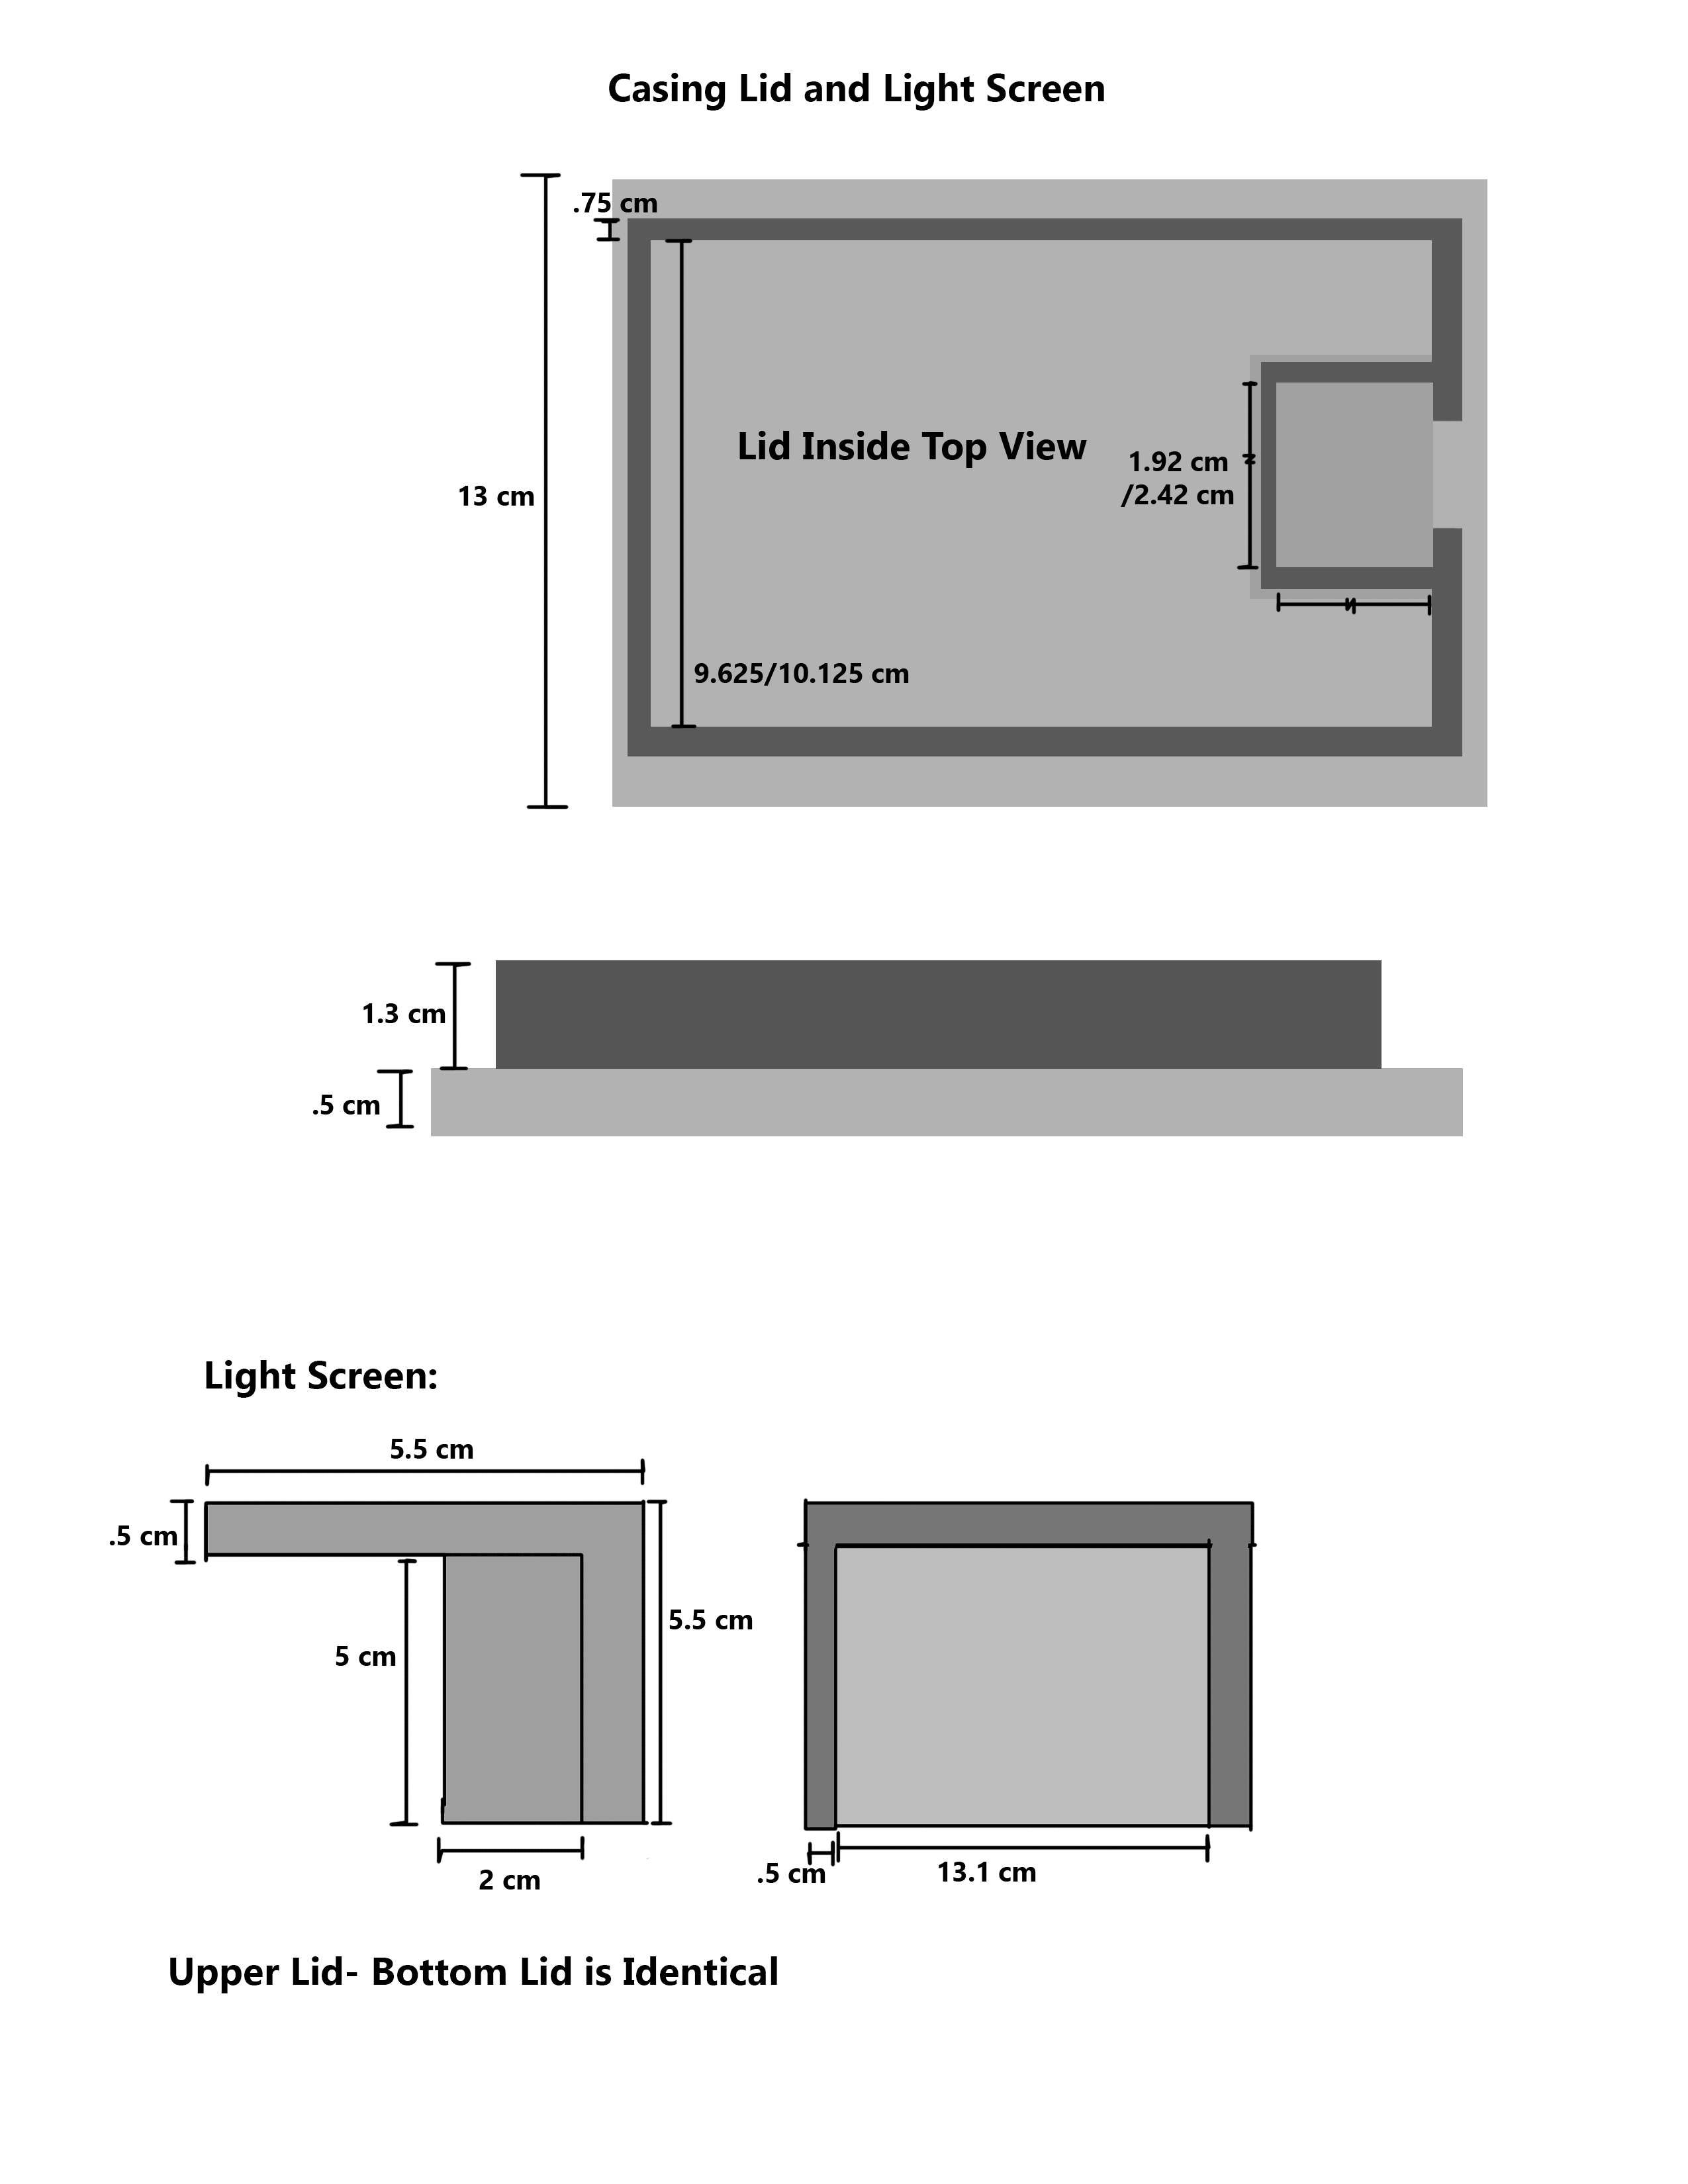 Casing Lid and Light Screen
.75 cm
Lid Inside Top View
1.92 cm
/2.42 cm
13 cm
9.625/10.125 cm
1.3 cm
.5 cm
Light Screen:
5.5 cm
.5 cm
5.5 cm
5 cm
.5 cm
13.1 cm
2 cm
Upper Lid- Bottom Lid is Identical